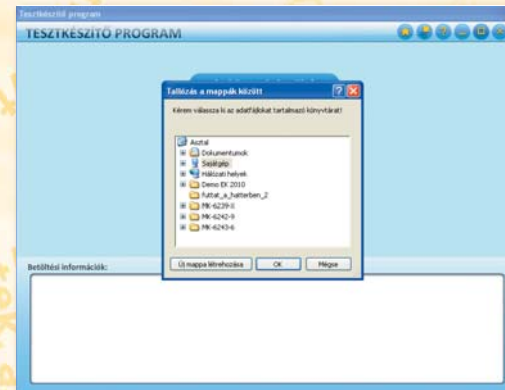 Tesztkészítő program
TESZTKÉSZÍTŐ PROGRAM
Tallózás a mappák között
Kérem válassza ki az adatfájlokat tartalmazó könyvtárat!
Asztal
Dokumentumok
Sajátgép
Hálózati helyek
Demo EK 2010
futtat_a_hatterben_2
MK-6239-X
MK-6242-9
MK-6243-6
Új mappa létrehozása
OK
Mégse
Betöltési információk: